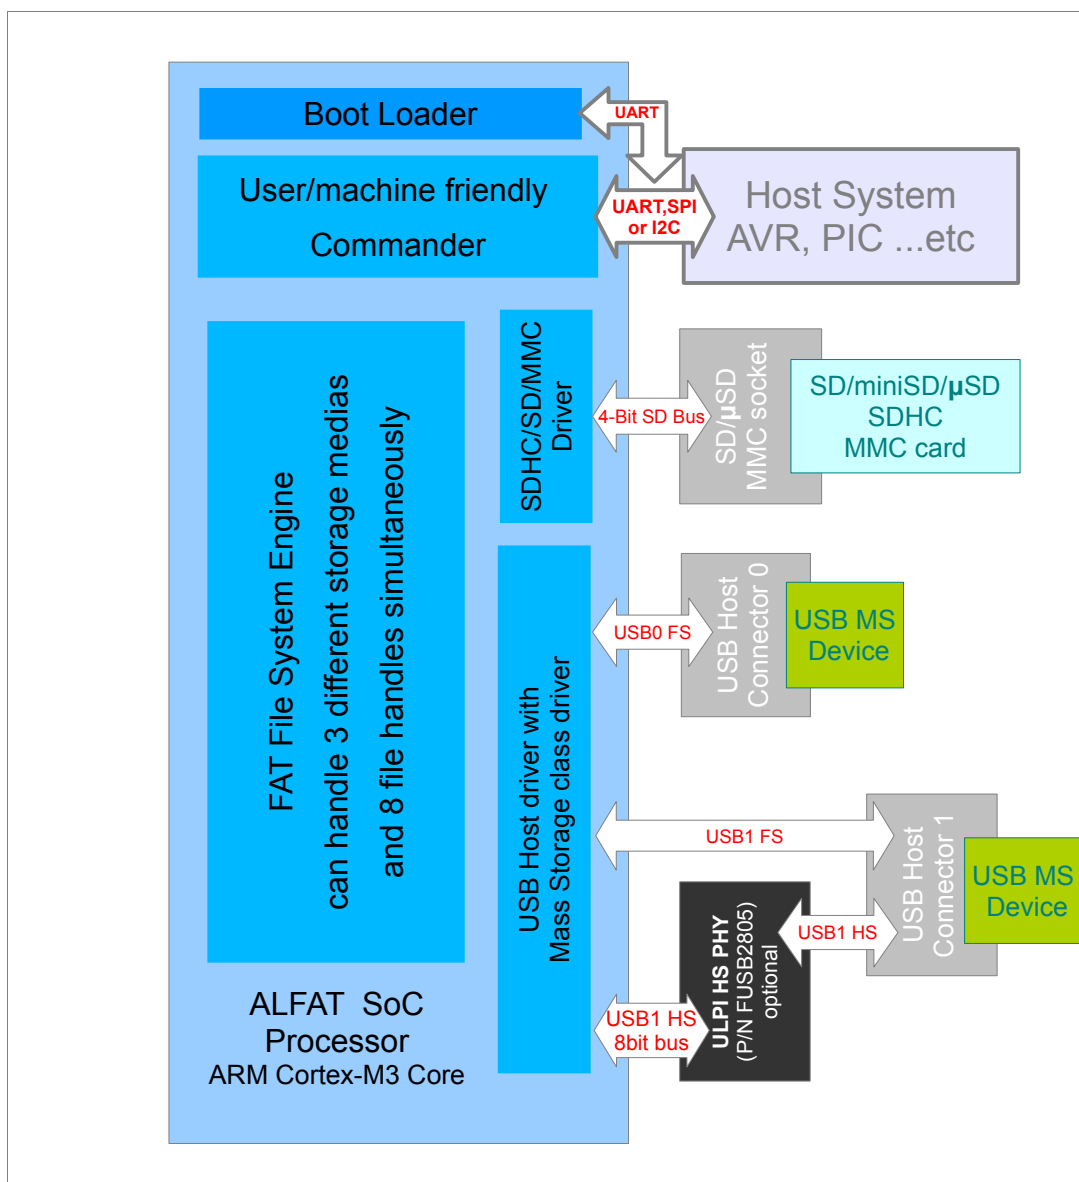 Boot Loader
UART
User/machine friendly
Commander
UART,SPI
or I2C
Host System
AVR, PIC ...etc
FAT File System Engine
can handle 3 different storage medias
and 8 file handles simultaneously
SDHC/SD/MMC
Driver
4-Bit SD Bus
SD/µSD
MMC socket
SD/miniSD/µSD
SDHC
MMC card
USB Host driver with
Mass Storage class driver
USB0 FS
USB Host
Connector 0
USB MS
Device
USB1 FS
USB Host
Connector 1
USB MS
Device
USB1 HS
ULPI HS PHY
(P/N FUSB2805)
optional
USB1 HS
8bit bus
ALFAT SoC
Processor
ARM Cortex-M3 Core